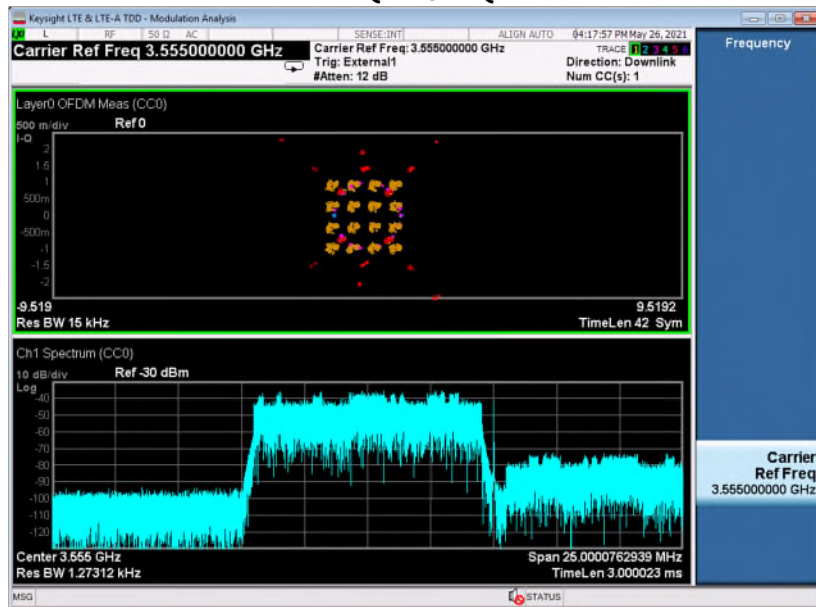 Keysight LTE & LTE-A TDD - Modulation Analysis
L RF 50 Ω AC SENSE:INT ALIGN AUTO 04:17:57 PM May 26, 2021
Carrier Ref Freq 3.555000000 GHz
Carrier Ref Freq: 3.555000000 GHz
Trig: External1
#Atten: 12 dB
TRACE 1 2 3 4 5 6
Direction: Downlink
Num CC(s): 1
Frequency
Layer0 OFDM Meas (CC0)
500 m/div Ref 0
I-Q
2
1.5
1
500m
0
-500m
-1
-1.5
-2
-9.519 9.5192
Res BW 15 kHz TimeLen 42 Sym
Ch1 Spectrum (CC0)
10 dB/div Ref -30 dBm
Log
-40
-50
-60
-70
-80
-90
-100
-110
-120
Center 3.555 GHz Span 25.0000762939 MHz
Res BW 1.27312 kHz TimeLen 3.000023 ms
Carrier
Ref Freq
3.555000000 GHz
MSG STATUS